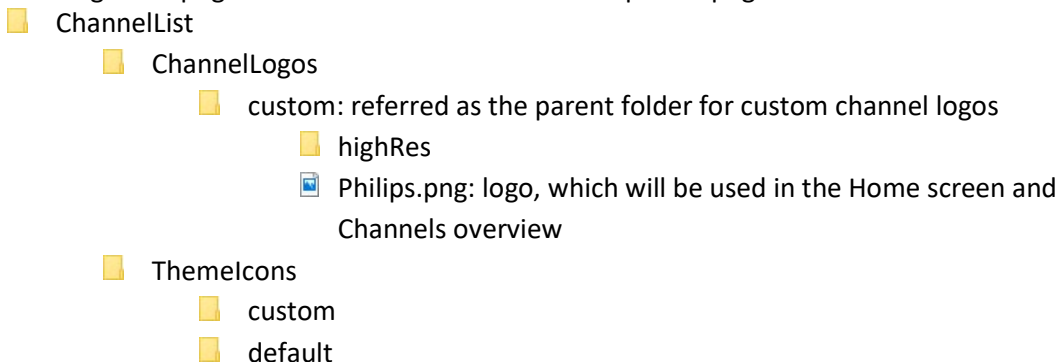 ChannelList
ChannelLogos
custom: referred as the parent folder for custom channel logos
highRes
Philips.png: logo, which will be used in the Home screen and
Channels overview
ThemeIcons
custom
default